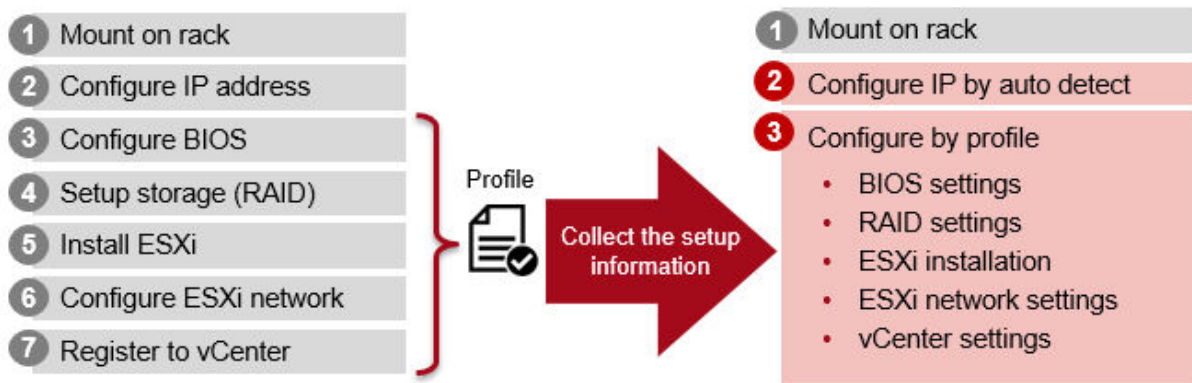 1 Mount on rack
2 Configure IP address
3 Configure BIOS
4 Setup storage (RAID)
5 Install ESXi
6 Configure ESXi network
7 Register to vCenter
Profile
Collect the setup
information
1 Mount on rack
2 Configure IP by auto detect
3 Configure by profile
• BIOS settings
• RAID settings
• ESXi installation
• ESXi network settings
• vCenter settings